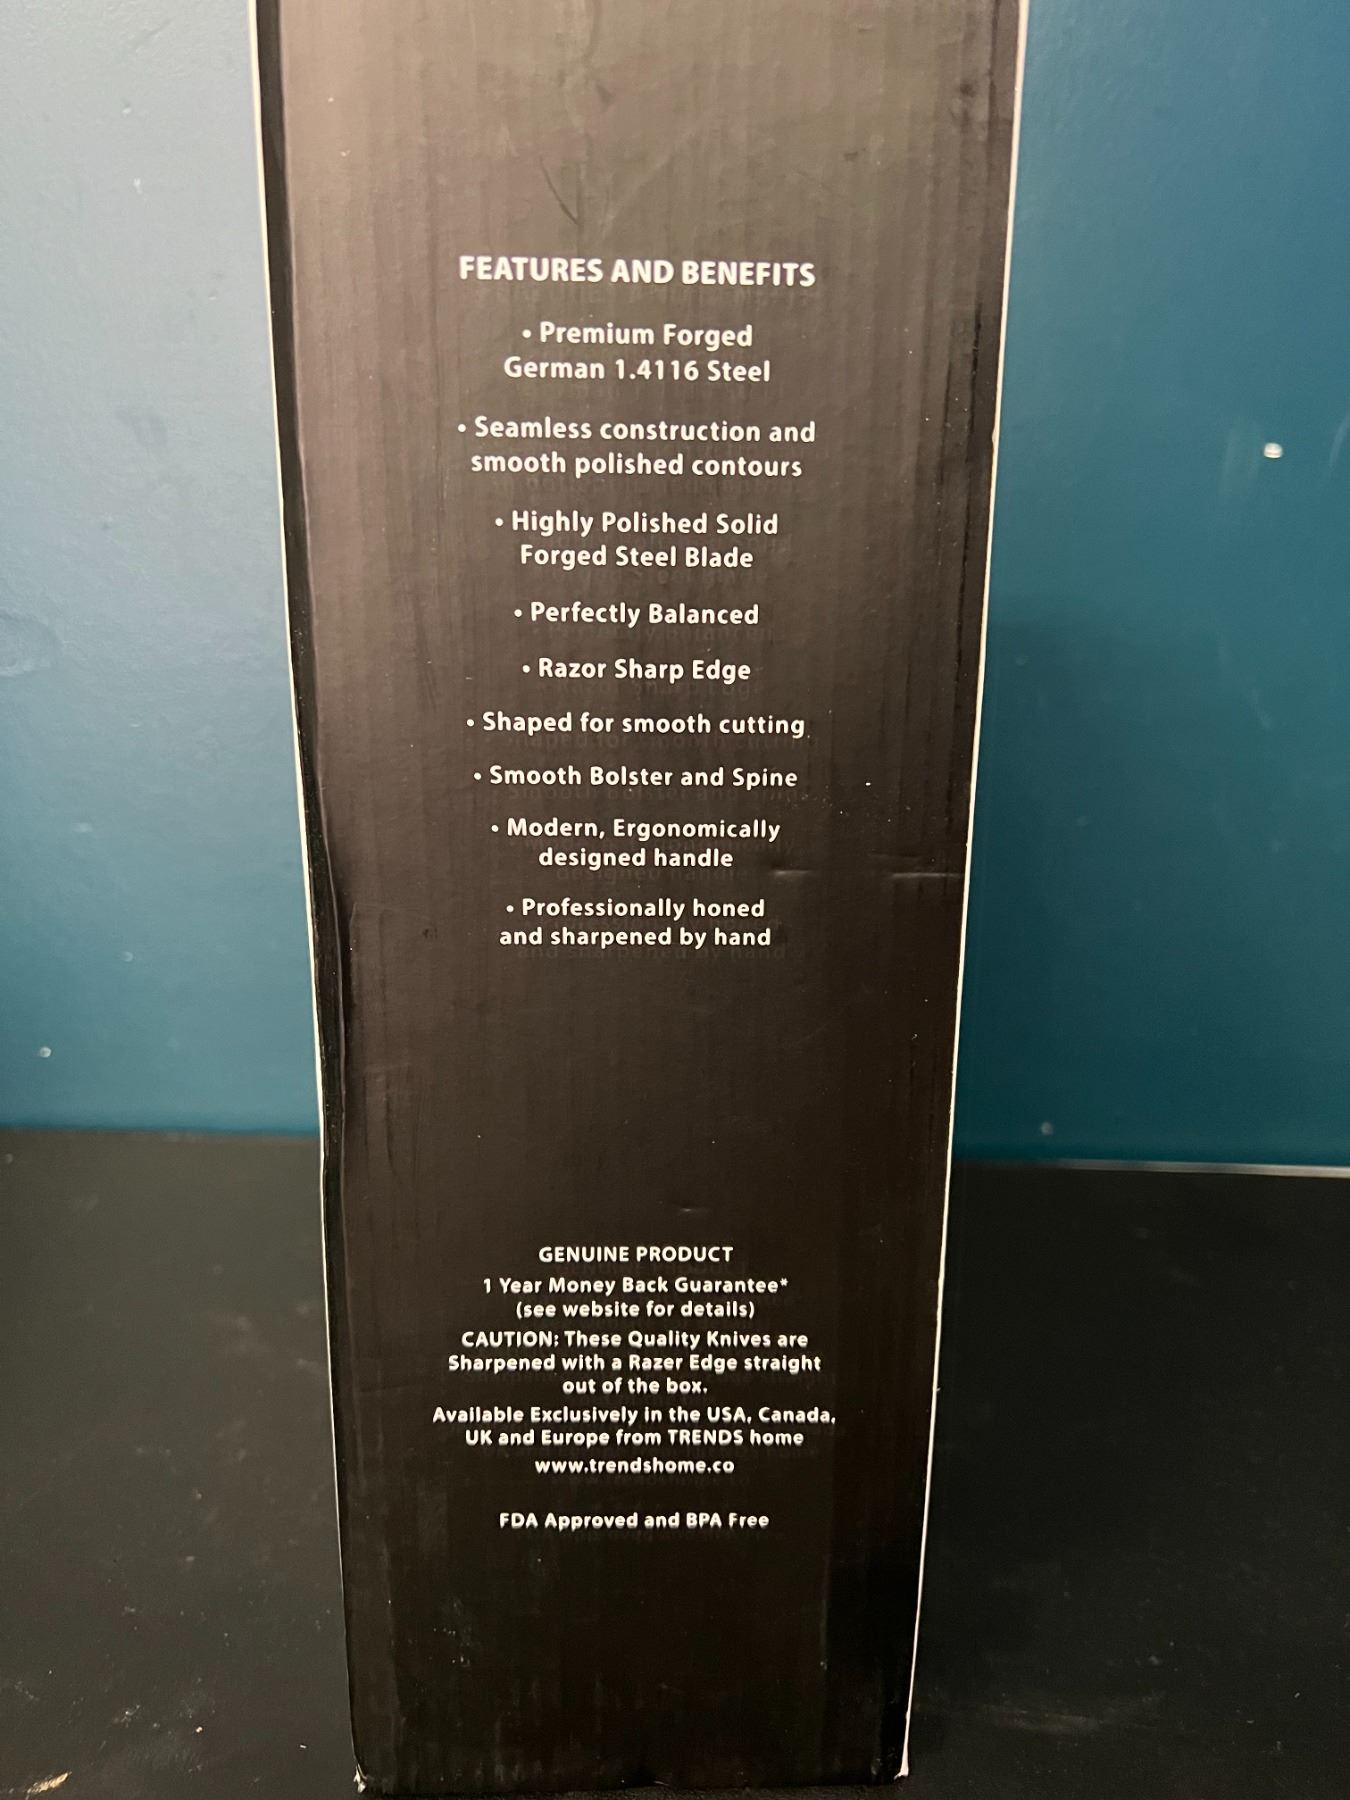 FEATURES AND BENEFITS
• Premium Forged
German 1.4116 Steel
• Seamless construction and
smooth polished contours
• Highly Polished Solid
Forged Steel Blade
• Perfectly Balanced
• Razor Sharp Edge
• Shaped for smooth cutting
• Smooth Bolster and Spine
• Modern, Ergonomically
designed handle
• Professionally honed
and sharpened by hand
GENUINE PRODUCT
1 Year Money Back Guarantee*
(see website for details)
CAUTION: These Quality Knives are
Sharpened with a Razer Edge straight
out of the box.
Available Exclusively in the USA, Canada,
UK and Europe from TRENDS home
www.trendshome.co
FDA Approved and BPA Free